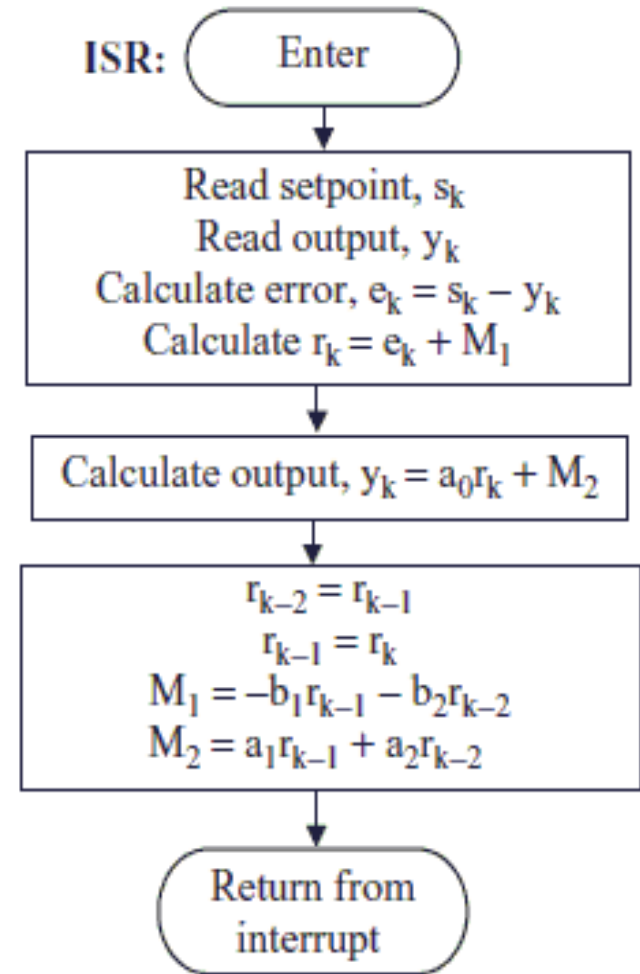 ISR: Enter
Read setpoint, sₖ
Read output, yₖ
Calculate error, eₖ = sₖ – yₖ
Calculate rₖ = eₖ + M₁
Calculate output, yₖ = a₀rₖ + M₂
rₖ₋₂ = rₖ₋₁
rₖ₋₁ = rₖ
M₁ = –b₁rₖ₋₁ – b₂rₖ₋₂
M₂ = a₁rₖ₋₁ + a₂rₖ₋₂
Return from
interrupt